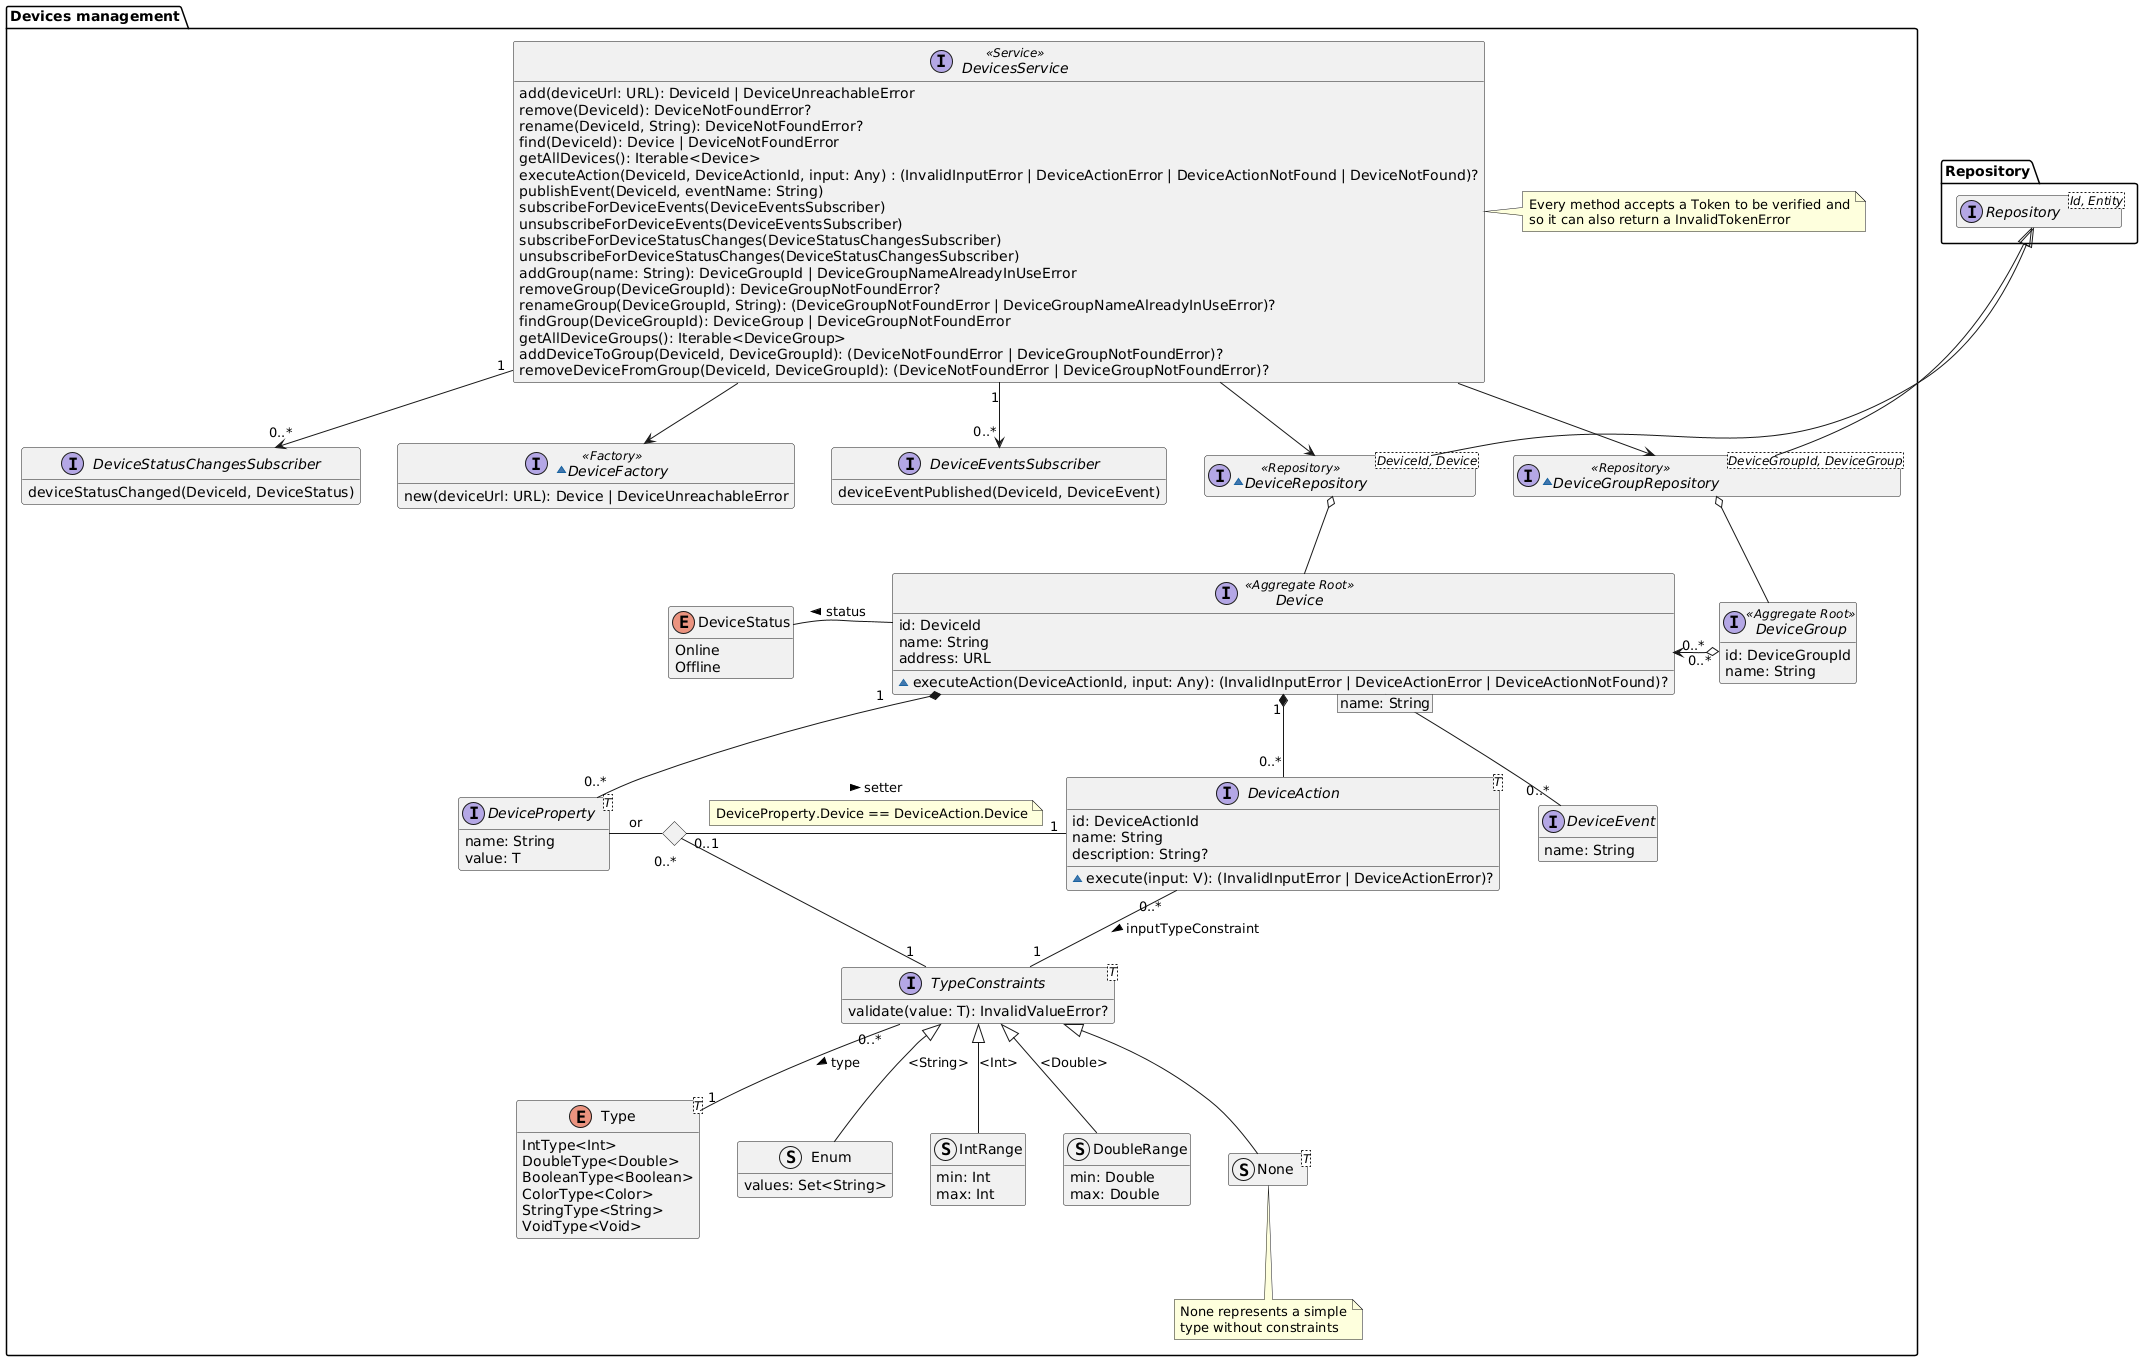 Devices management
«Service»
DevicesService
add(deviceUrl: URL): DeviceId | DeviceUnreachableError
remove(DeviceId): DeviceNotFoundError?
rename(DeviceId, String): DeviceNotFoundError?
find(DeviceId): Device | DeviceNotFoundError
getAllDevices(): Iterable<Device>
executeAction(DeviceId, DeviceActionId, input: Any) : (InvalidInputError | DeviceActionError | DeviceActionNotFound | DeviceNotFound)?
publishEvent(DeviceId, eventName: String)
subscribeForDeviceEvents(DeviceEventsSubscriber)
unsubscribeForDeviceEvents(DeviceEventsSubscriber)
subscribeForDeviceStatusChanges(DeviceStatusChangesSubscriber)
unsubscribeForDeviceStatusChanges(DeviceStatusChangesSubscriber)
addGroup(name: String): DeviceGroupId | DeviceGroupNameAlreadyInUseError
removeGroup(DeviceGroupId): DeviceGroupNotFoundError?
renameGroup(DeviceGroupId, String): (DeviceGroupNotFoundError | DeviceGroupNameAlreadyInUseError)?
findGroup(DeviceGroupId): DeviceGroup | DeviceGroupNotFoundError
getAllDeviceGroups(): Iterable<DeviceGroup>
addDeviceToGroup(DeviceId, DeviceGroupId): (DeviceNotFoundError | DeviceGroupNotFoundError)?
removeDeviceFromGroup(DeviceId, DeviceGroupId): (DeviceNotFoundError | DeviceGroupNotFoundError)?
Every method accepts a Token to be verified and
so it can also return a InvalidTokenError
Repository
I Repository
Id, Entity
1
0..*
1
0..*
I DeviceStatusChangesSubscriber
deviceStatusChanged(DeviceId, DeviceStatus)
«Factory»
I DeviceFactory
new(deviceUrl: URL): Device | DeviceUnreachableError
I DeviceEventsSubscriber
deviceEventPublished(DeviceId, DeviceEvent)
«Repository»
I DeviceRepository
DeviceId, Device
«Repository»
I DeviceGroupRepository
DeviceGroupId, DeviceGroup
E DeviceStatus
Online
Offline
status
«Aggregate Root»
I Device
id: DeviceId
name: String
address: URL
executeAction(DeviceActionId, input: Any): (InvalidInputError | DeviceActionError | DeviceActionNotFound)?
0..*
0..*
«Aggregate Root»
I DeviceGroup
id: DeviceGroupId
name: String
1
1
name: String
0..*
0..*
0..*
I DeviceProperty
T
name: String
value: T
or
setter
DeviceProperty.Device == DeviceAction.Device
0..1
0..*
1
I DeviceAction
T
id: DeviceActionId
name: String
description: String?
execute(input: V): (InvalidInputError | DeviceActionError)?
I DeviceEvent
name: String
0..*
inputTypeConstraint
1
1
I TypeConstraints
T
validate(value: T): InvalidValueError?
0..*
type
1
<String>
<Int>
<Double>
E Type
T
IntType<Int>
DoubleType<Double>
BooleanType<Boolean>
ColorType<Color>
StringType<String>
VoidType<Void>
S Enum
values: Set<String>
S IntRange
min: Int
max: Int
S DoubleRange
min: Double
max: Double
S None
T
None represents a simple
type without constraints